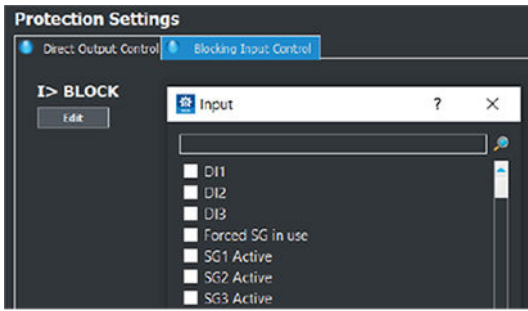 Protection Settings
Direct Output Control
Blocking Input Control
I> BLOCK
Edit
Input
?
DI1
DI2
DI3
Forced SG in use
SG1 Active
SG2 Active
SG3 Active